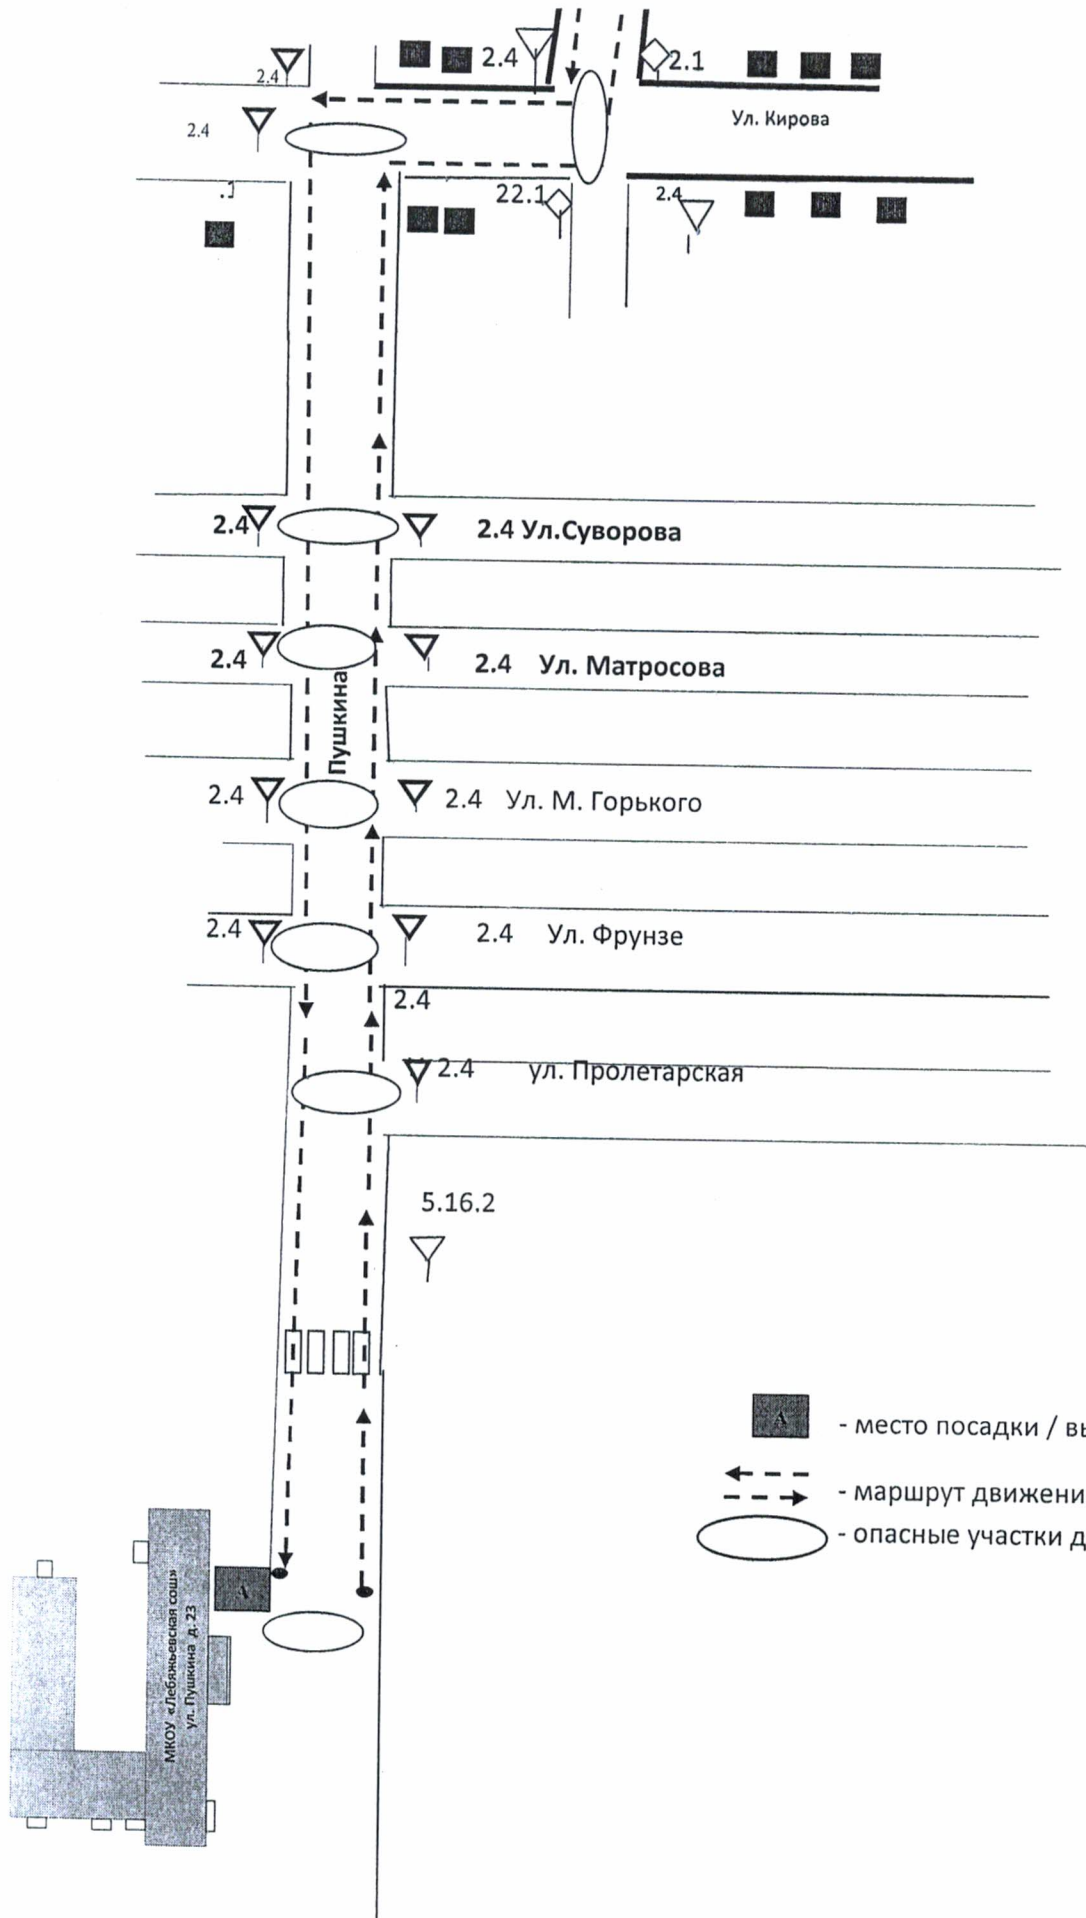 2.4
2.1
2.4
Ул. Кирова
2.4
.1
22.1
2.4
2.4
2.4 Ул.Суворова
2.4
2.4 Ул. Матросова
Пушкина
2.4
2.4 Ул. М. Горького
2.4
2.4 Ул. Фрунзе
2.4
2.4 ул. Пролетарская
5.16.2
А
- место посадки / вы
- маршрут движени
- опасные участки д
А
МКОУ «Лебяжьевская сош»
ул. Пушкина д. 23